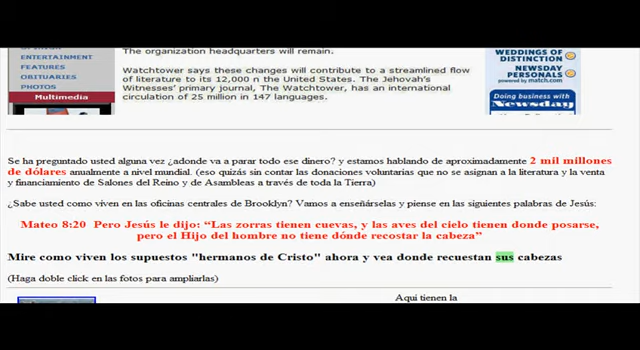 ENTERTAINMENT
FEATURES
OBITUARIES
PHOTOS
Multimedia
The organization headquarters will remain.
Watchtower says these changes will contribute to a streamlined flow
of literature to its 12,000 n the United States. The Jehovah's
Witnesses' primary journal, The Watchtower, has an international
circulation of 25 million in 147 languages.
WEDDINGS OF
DISTINCTION
NEWSDAY
PERSONALS
powered by match.com
Doing business with
Newsday
Se ha preguntado usted alguna vez ¿adonde va a parar todo ese dinero? y estamos hablando de aproximadamente 2 mil millones
de dólares anualmente a nivel mundial. (eso quizás sin contar las donaciones voluntarias que no se asignan a la literatura y la venta
y financiamiento de Salones del Reino y de Asambleas a través de toda la Tierra)
¿Sabe usted como viven en las oficinas centrales de Brooklyn? Vamos a enseñárselas y piense en las siguientes palabras de Jesús:
Mateo 8:20 Pero Jesús le dijo: “Las zorras tienen cuevas, y las aves del cielo tienen donde posarse,
pero el Hijo del hombre no tiene dónde recostar la cabeza”
Mire como viven los supuestos "hermanos de Cristo" ahora y vea donde recuestan sus cabezas
(Haga doble click en las fotos para ampliarlas)
Aquí tienen la